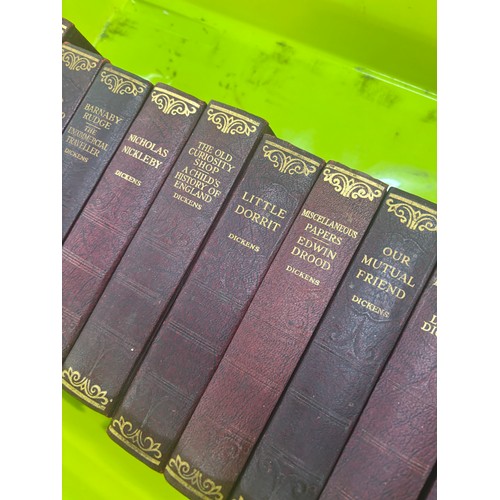 BARNABY
RUDGE
THE
UNCOMMERCIAL
TRAVELLER
DICKENS
NICHOLAS
NICKLEBY
DICKENS
THE OLD
CURIOSITY
SHOP
A CHILD'S
HISTORY OF
ENGLAND
DICKENS
LITTLE
DORRIT
DICKENS
MISCELLANEOUS
PAPERS
EDWIN
DROOD
DICKENS
OUR
MUTUAL
FRIEND
DICKENS